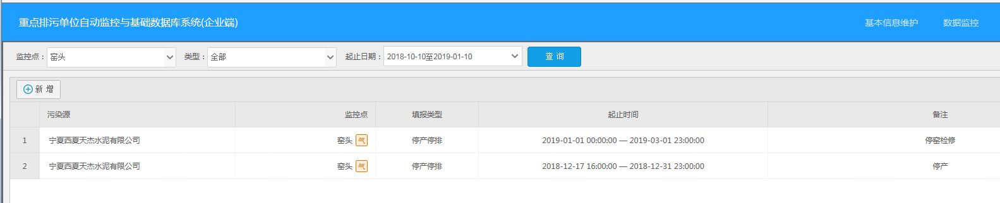 重点排污单位自动监控与基础数据库系统(企业端)
基本信息维护 数据监控
监控点： 窑头 类型： 全部 起止日期： 2018-10-10至2019-01-10 查 询
新 增
污染源 监控点 填报类型 起止时间 备注
1 宁夏西夏天杰水泥有限公司 窑头 气 停产停排 2019-01-01 00:00:00 — 2019-03-01 23:00:00 停窑检修
2 宁夏西夏天杰水泥有限公司 窑头 气 停产停排 2018-12-17 16:00:00 — 2018-12-31 23:00:00 停产